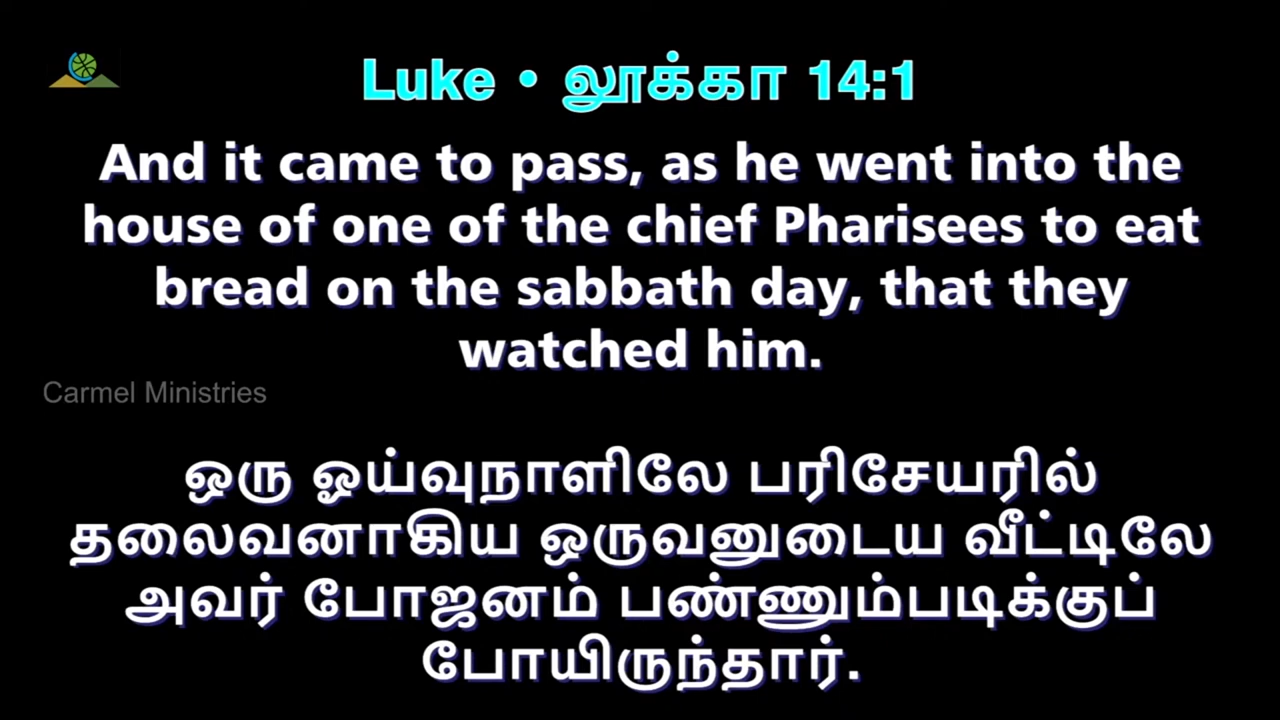 Luke • லூக்கா 14:1
And it came to pass, as he went into the
house of one of the chief Pharisees to eat
bread on the sabbath day, that they
watched him.
Carmel Ministries
ஒரு ஓய்வுநாளிலே பரிசேயரில்
தலைவனாகிய ஒருவனுடைய வீட்டிலே
அவர் போஜனம் பண்ணும்படிக்குப்
போயிருந்தார்.